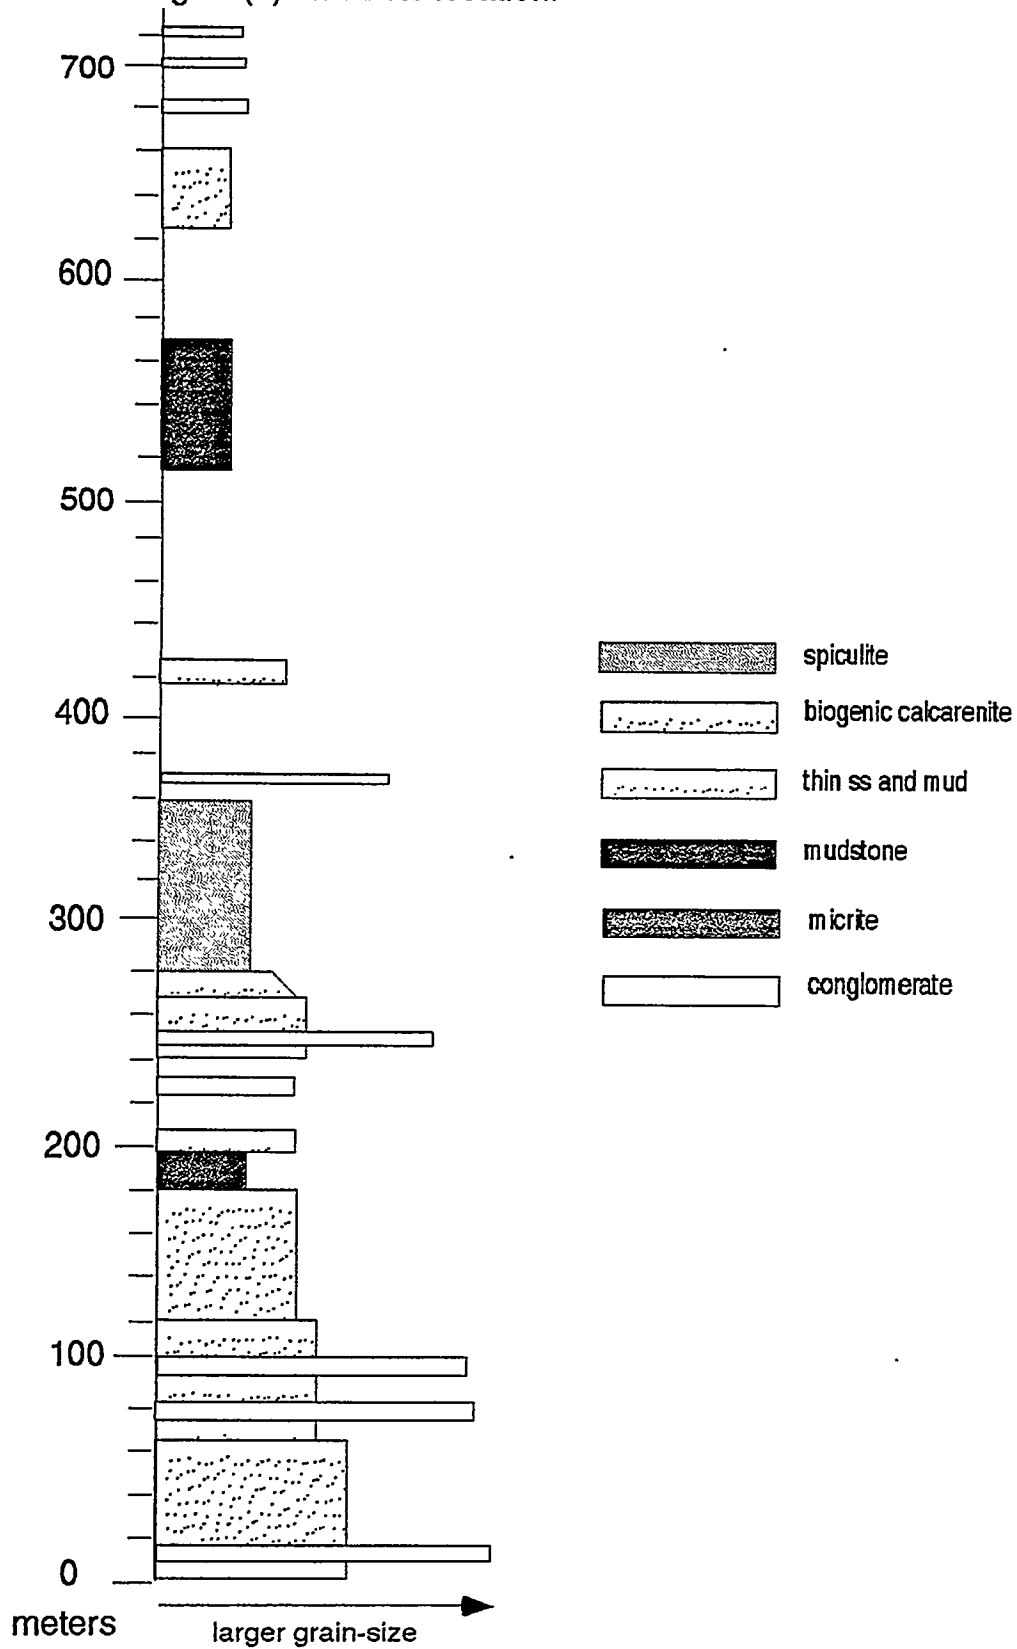 700
600
500
400
300
200
100
0
meters
larger grain-size
spiculite
biogenic calcarenite
thin ss and mud
mudstone
micrite
conglomerate